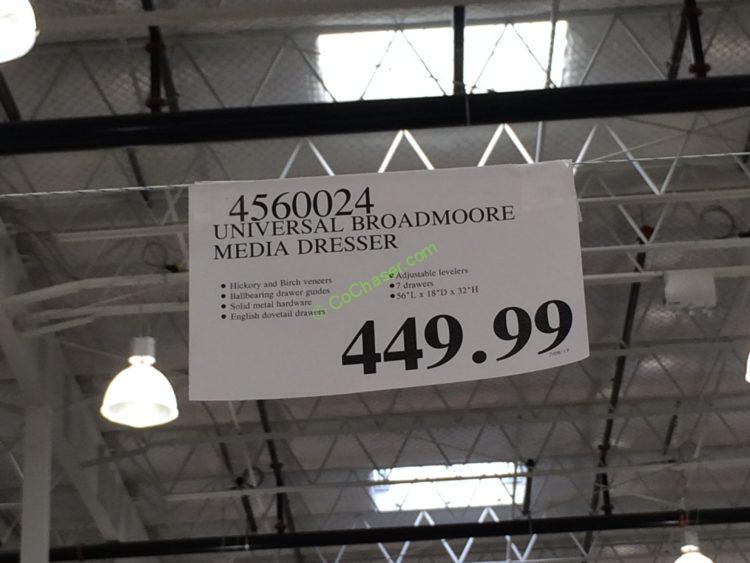 4560024
UNIVERSAL BROADMOORE
MEDIA DRESSER
• Hickory and Birch veneers
• Ballbearing drawer guides
• Solid metal hardware
• English dovetail drawers
• Adjustable levelers
• 7 drawers
• 56"L x 18"D x 32"H
© CoChaser.com
449.99